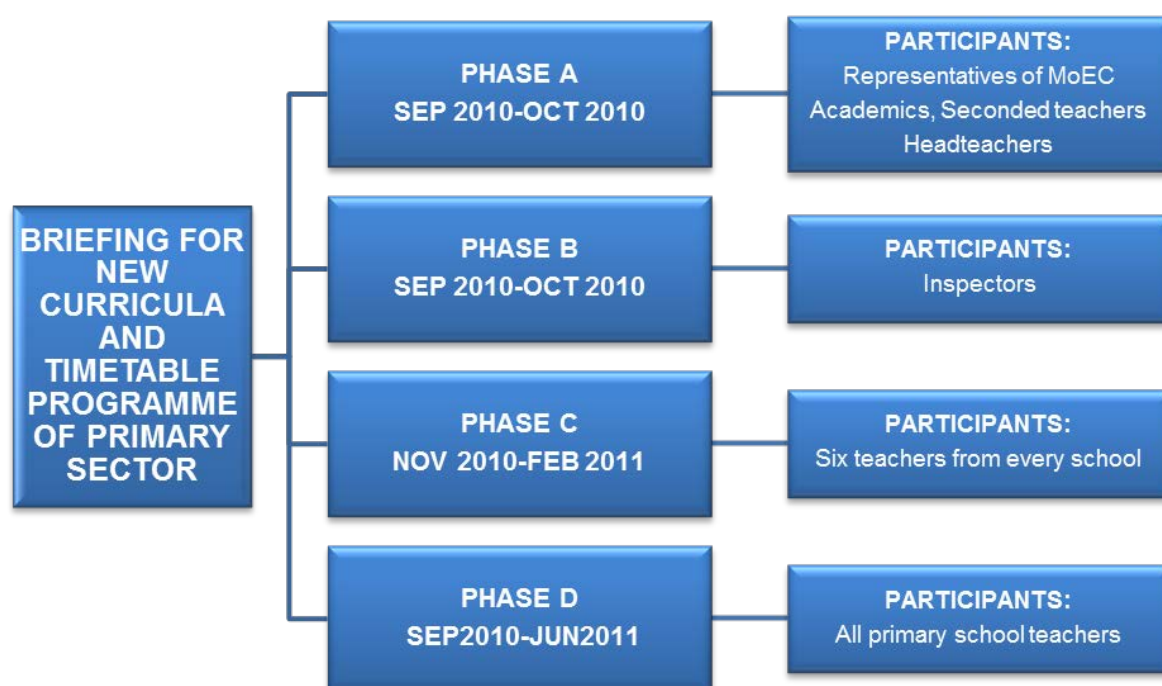 BRIEFING FOR
NEW
CURRICULA
AND
TIMETABLE
PROGRAMME
OF PRIMARY
SECTOR
PHASE A
SEP 2010-OCT 2010
PARTICIPANTS:
Representatives of MoEC
Academics, Seconded teachers
Headteachers
PHASE B
SEP 2010-OCT 2010
PARTICIPANTS:
Inspectors
PHASE C
NOV 2010-FEB 2011
PARTICIPANTS:
Six teachers from every school
PHASE D
SEP2010-JUN2011
PARTICIPANTS:
All primary school teachers